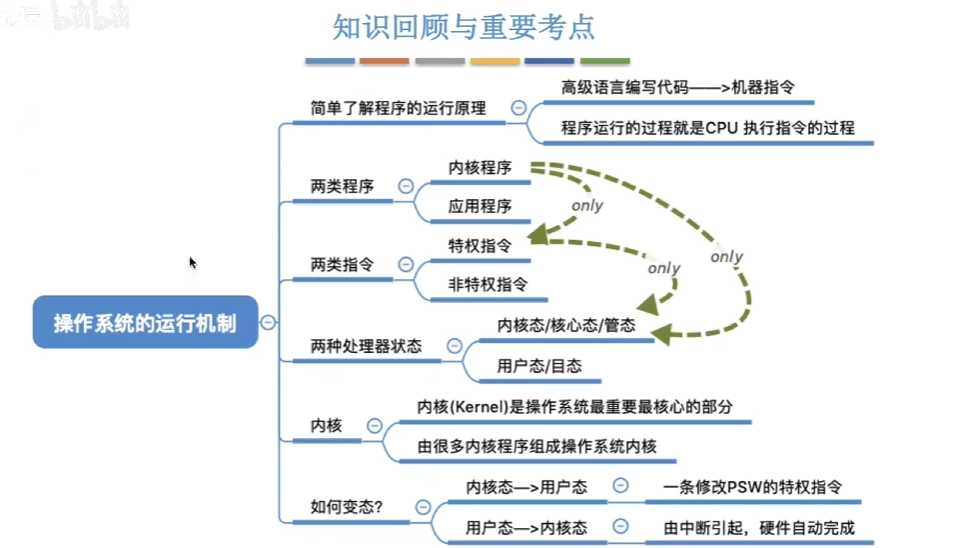 bilibili
知识回顾与重要考点
简单了解程序的运行原理
高级语言编写代码——>机器指令
程序运行的过程就是CPU 执行指令的过程
两类程序
内核程序
应用程序
only
两类指令
特权指令
非特权指令
only
only
操作系统的运行机制
两种处理器状态
内核态/核心态/管态
用户态/目态
内核
内核(Kernel)是操作系统最重要最核心的部分
由很多内核程序组成操作系统内核
如何变态?
内核态—>用户态
一条修改PSW的特权指令
用户态—>内核态
由中断引起，硬件自动完成